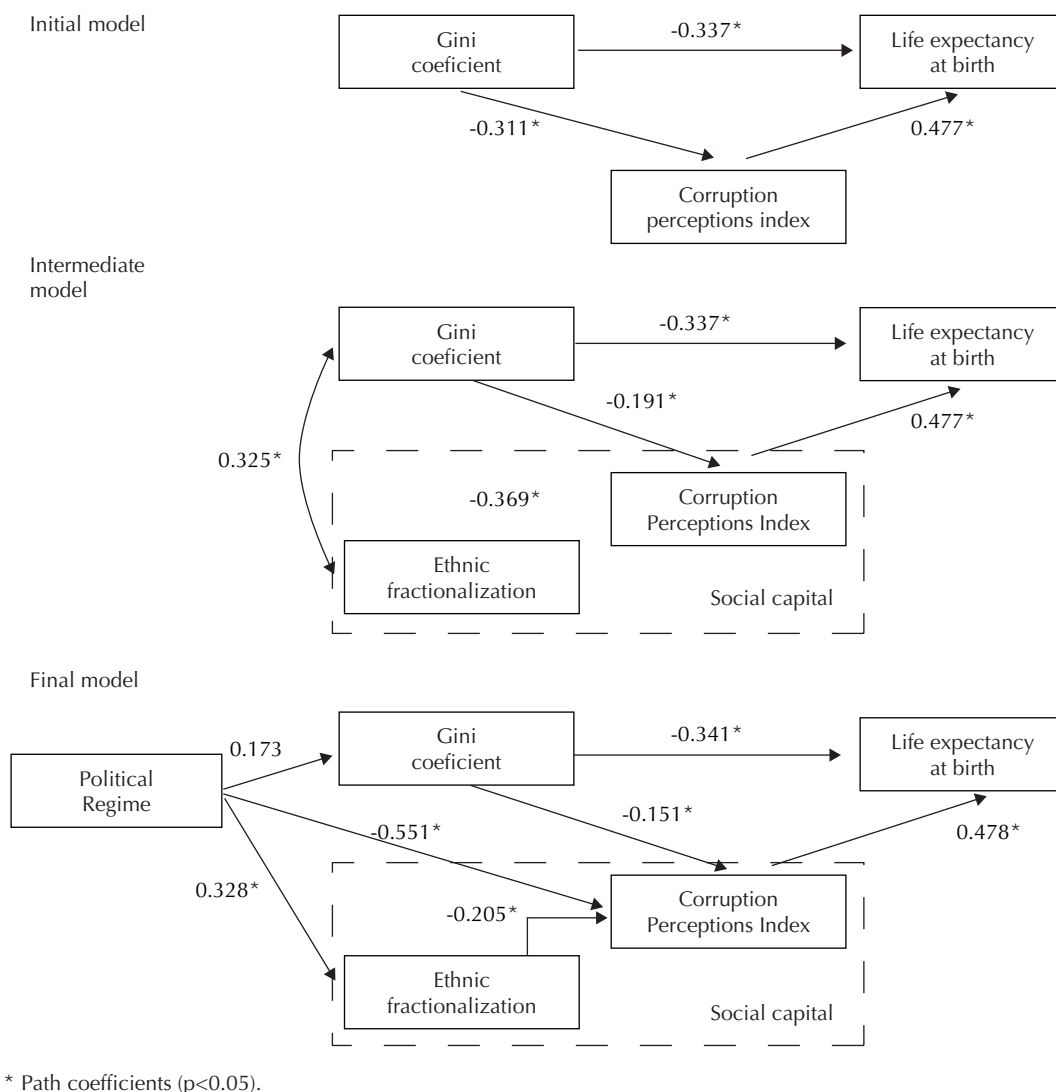 Initial model
Gini
coeficient
-0.337*
Life expectancy
at birth
-0.311*
0.477*
Corruption
perceptions index
Intermediate
model
Gini
coeficient
-0.337*
Life expectancy
at birth
-0.191*
0.477*
0.325*
-0.369*
Corruption
Perceptions Index
Ethnic
fractionalization
Social capital
Final model
Political
Regime
0.173
Gini
coeficient
-0.341*
Life expectancy
at birth
-0.551*
-0.151*
0.478*
0.328*
-0.205*
Corruption
Perceptions Index
Ethnic
fractionalization
Social capital
* Path coefficients (p<0.05).